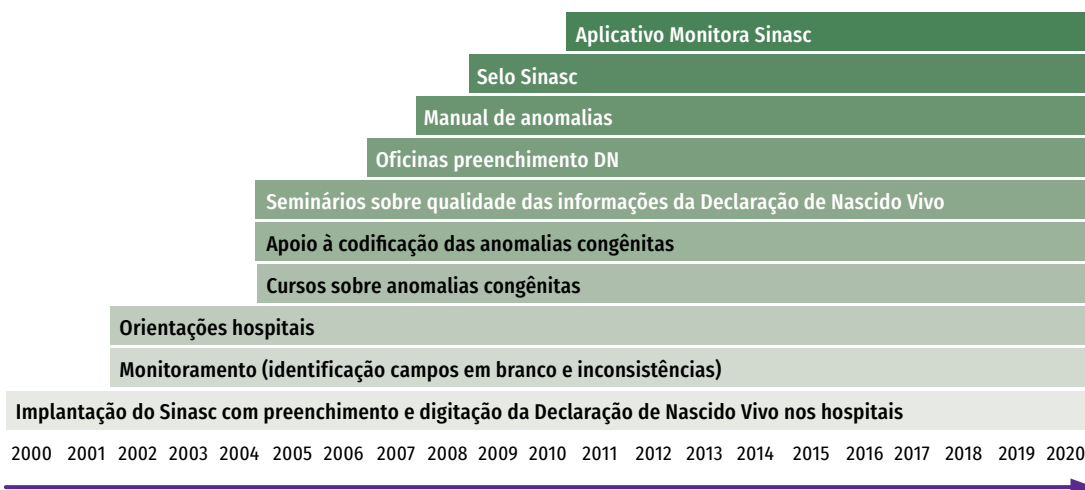 Aplicativo Monitora Sinasc
Selo Sinasc
Manual de anomalias
Oficinas preenchimento DN
Seminários sobre qualidade das informações da Declaração de Nascido Vivo
Apoio à codificação das anomalias congênitas
Cursos sobre anomalias congênitas
Orientações hospitais
Monitoramento (identificação campos em branco e inconsistências)
Implantação do Sinasc com preenchimento e digitação da Declaração de Nascido Vivo nos hospitais
2000 2001 2002 2003 2004 2005 2006 2007 2008 2009 2010 2011 2012 2013 2014 2015 2016 2017 2018 2019 2020